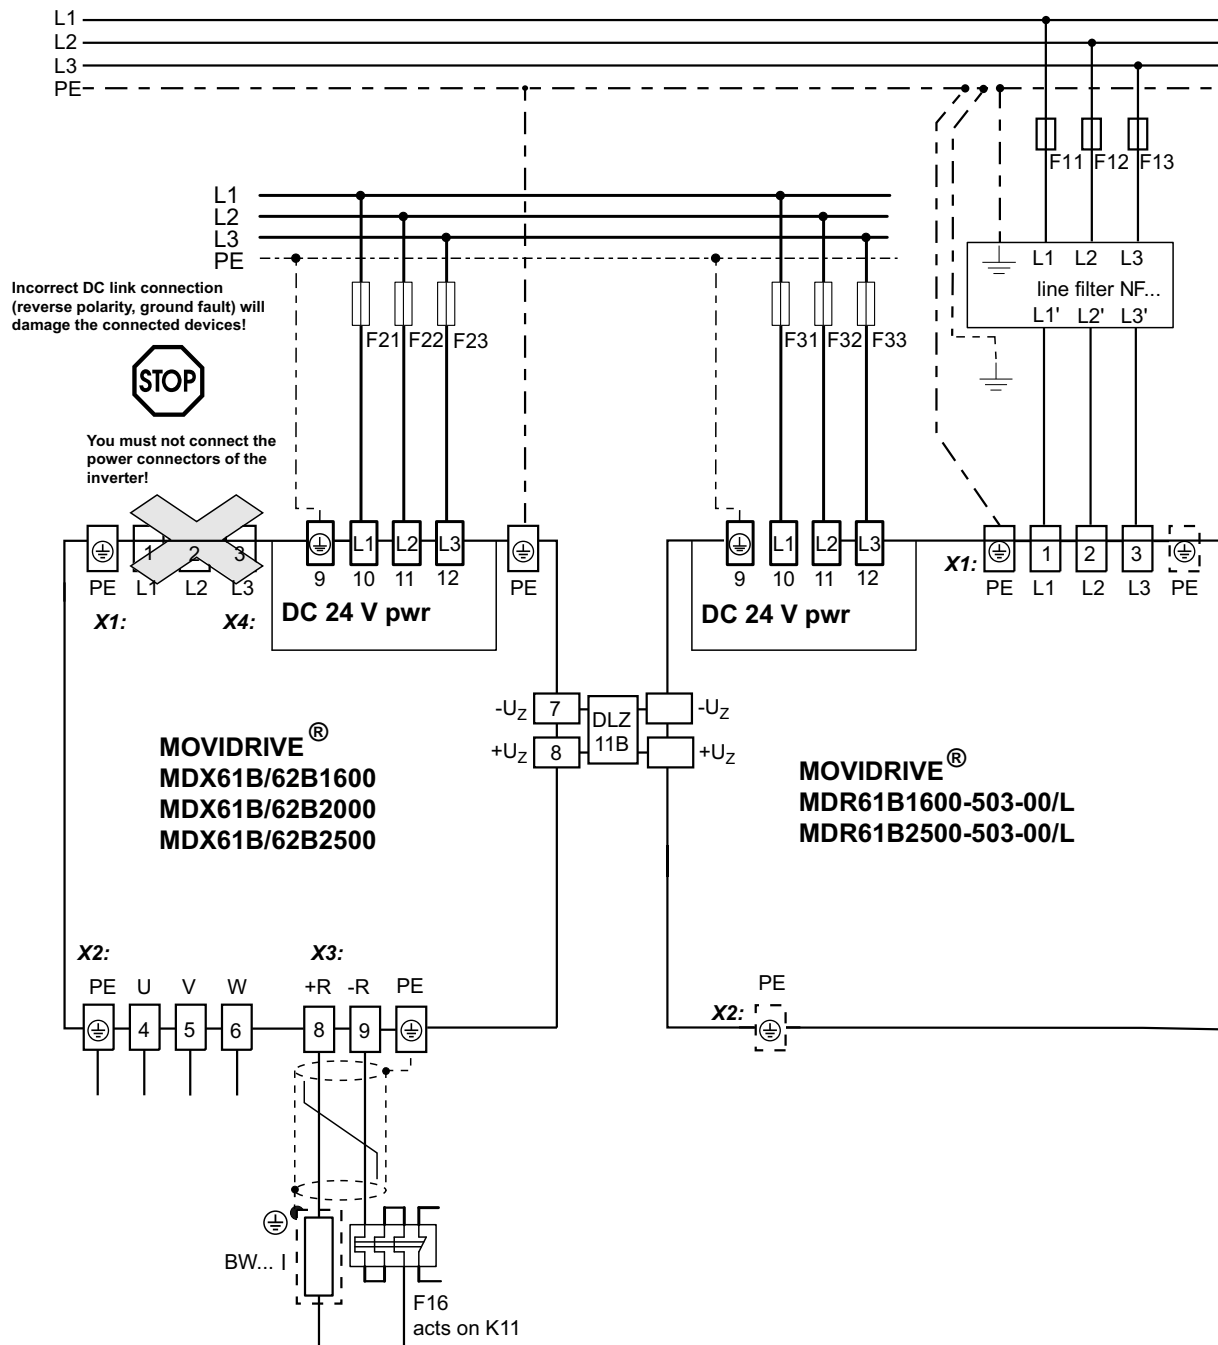 L1
L2
L3
PE
F11 F12 F13
L1
L2
L3
PE
L1 L2 L3
line filter NF...
L1' L2' L3'
Incorrect DC link connection
(reverse polarity, ground fault) will
damage the connected devices!
F21 F22 F23
F31 F32 F33
STOP
You must not connect the
power connectors of the
inverter!
1 2 3 L1 L2 L3
L1 L2 L3
X1: 1 2 3
PE L1 L2 L3 9 10 11 12 PE
9 10 11 12
PE L1 L2 L3 PE
X1: X4: DC 24 V pwr
DC 24 V pwr
-UZ 7 DLZ -UZ
+UZ 8 11B +UZ
MOVIDRIVE®
MDX61B/62B1600
MDX61B/62B2000
MDX61B/62B2500
MOVIDRIVE®
MDR61B1600-503-00/L
MDR61B2500-503-00/L
X2: X3:
PE U V W +R -R PE
4 5 6 8 9
PE
X2:
BW... I
F16
acts on K11